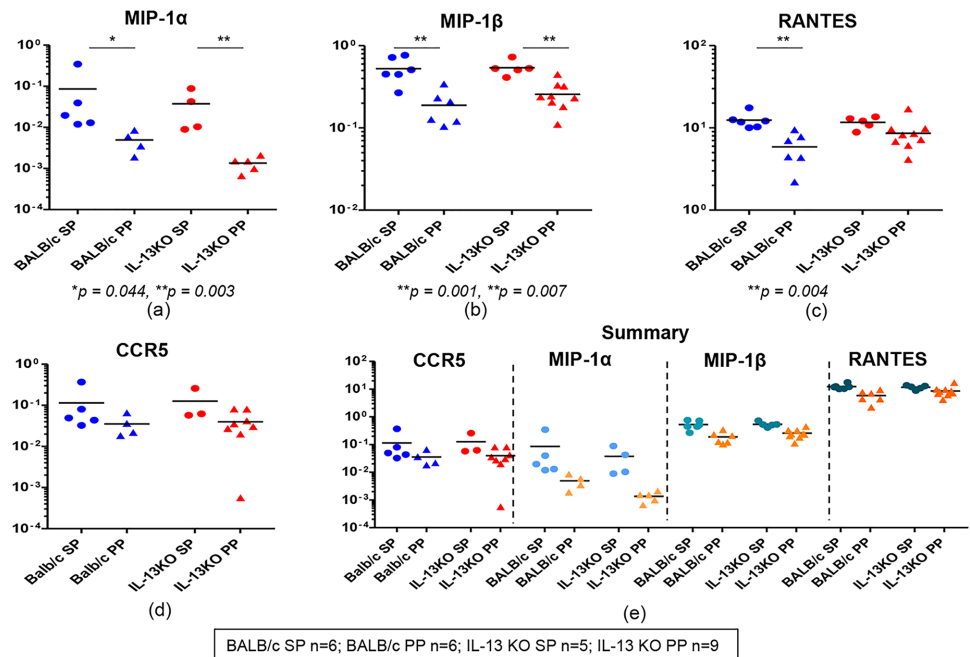 MIP-1α
10⁰
10⁻¹
10⁻²
10⁻³
10⁻⁴
*
**
BALB/c SP
BALB/c PP
IL-13KO SP
IL-13KO PP
*p = 0.044, **p = 0.003
(a)
MIP-1β
10⁰
10⁻¹
10⁻²
**
**
BALB/c SP
BALB/c PP
IL-13KO SP
IL-13KO PP
**p = 0.001, **p = 0.007
(b)
RANTES
10²
10¹
10⁰
**
BALB/c SP
BALB/c PP
IL-13KO SP
IL-13KO PP
**p = 0.004
(c)
CCR5
10⁰
10⁻¹
10⁻²
10⁻³
10⁻⁴
Balb/c SP
Balb/c PP
IL-13KO SP
IL-13KO PP
(d)
Summary
CCR5
MIP-1α
MIP-1β
RANTES
10²
10¹
10⁰
10⁻¹
10⁻²
10⁻³
10⁻⁴
Balb/c SP
Balb/c PP
IL-13KO SP
IL-13KO PP
BALB/c SP
BALB/c PP
IL-13KO SP
IL-13KO PP
BALB/c SP
BALB/c PP
IL-13KO SP
IL-13KO PP
BALB/c SP
BALB/c PP
IL-13KO SP
IL-13KO PP
(e)
BALB/c SP n=6; BALB/c PP n=6; IL-13 KO SP n=5; IL-13 KO PP n=9